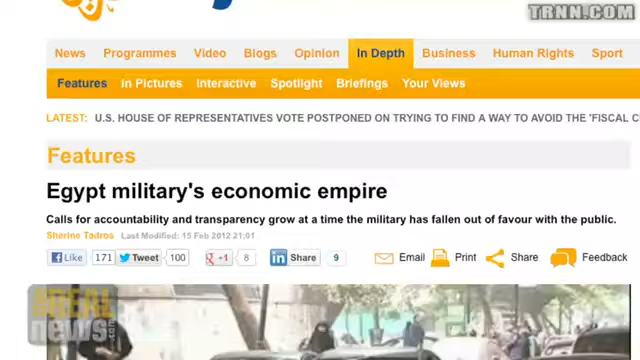 TRNN.COM
News Programmes Video Blogs Opinion In Depth Business Human Rights Sport
Features In Pictures Interactive Spotlight Briefings Your Views
LATEST: U.S. HOUSE OF REPRESENTATIVES VOTE POSTPONED ON TRYING TO FIND A WAY TO AVOID THE 'FISCAL C
Features
Egypt military's economic empire
Calls for accountability and transparency grow at a time the military has fallen out of favour with the public.
Sherine Tadros Last Modified: 15 Feb 2012 21:01
Like 171 Tweet 100 +1 8 Share 9 Email Print Share Feedback
THE REAL
news.com